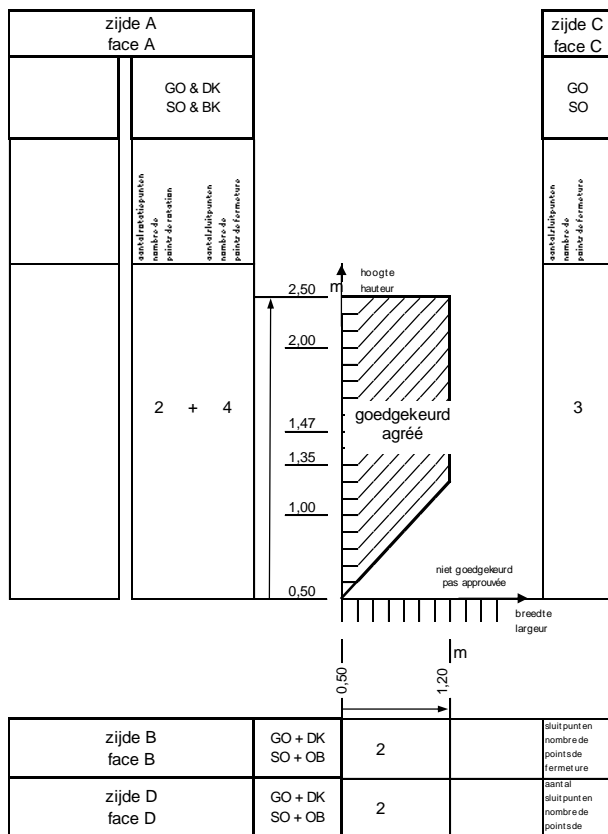 zijde A
face A
zijde C
face C
GO & DK
SO & BK
GO
SO
aantal rotatiepunten
nombre de
points de rotation
aantal sluitpunten
nombre de
points de fermeture
aantal sluitpunten
nombre de
points de fermeture
m
hoogte
hauteur
2,50
2,00
1,47
1,35
1,00
0,50
2 + 4
goedgekeurd
agréé
3
niet goedgekeurd
pas approuvée
breedte
largeur
m
0,50
1,20
zijde B
face B
GO + DK
SO + OB
2
sluitpunten
nombre de
points de
fermeture
zijde D
face D
GO + DK
SO + OB
2
aantal
sluitpunten
nombre de
points de